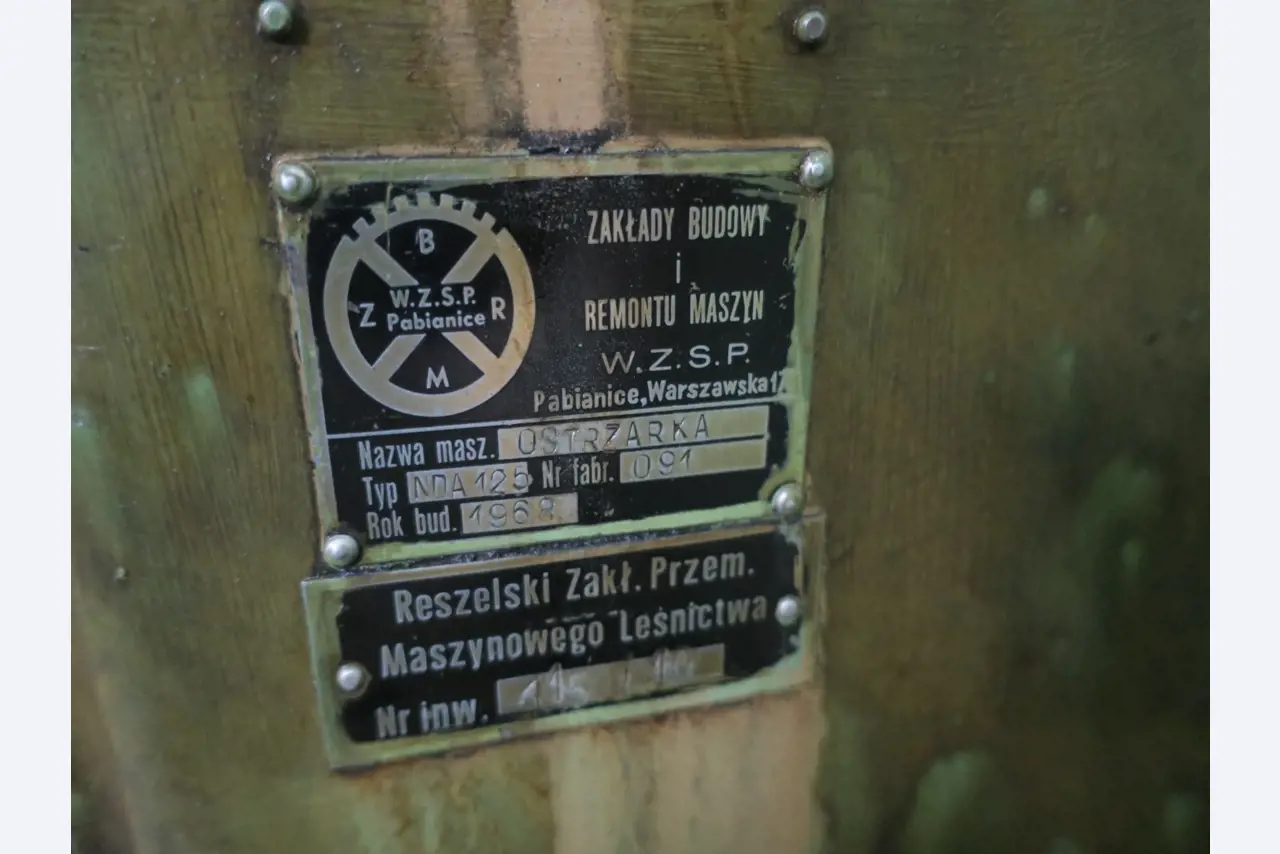 B
Z W.Z.S.P. R
Pabianice
M
ZAKŁADY BUDOWY
i
REMONTU MASZYN
W.Z.S.P.
Pabianice, Warszawska
Nazwa masz. OSTRZARKA
Typ NDA 125 Nr fabr. 091
Rok bud. 1968
Reszelski Zakł. Przem.
Maszynowego Leśnictwa
Nr inw.